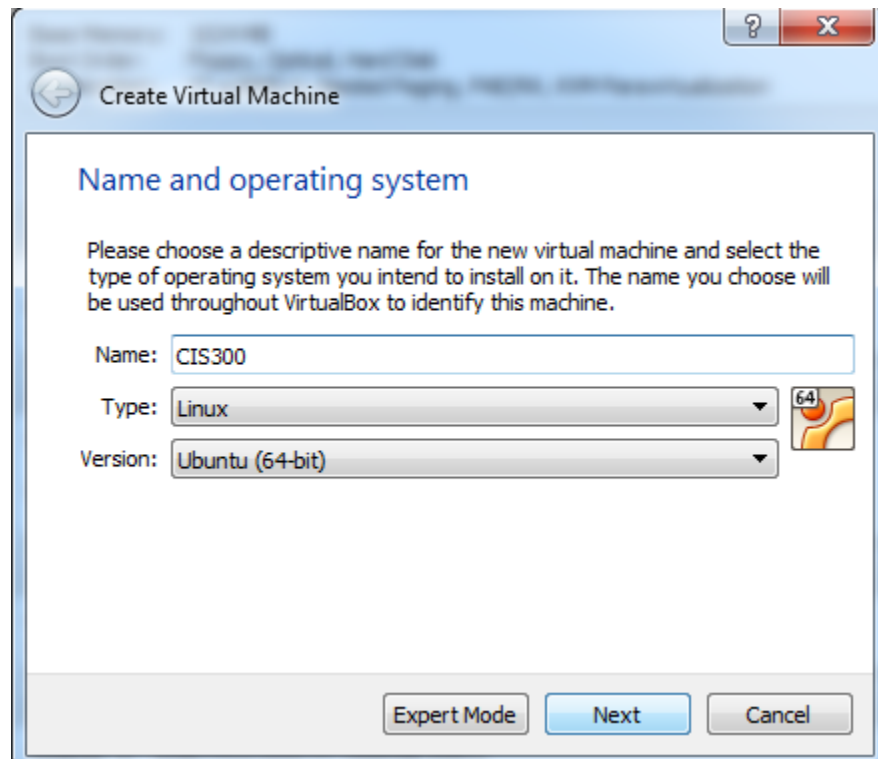 ?
X
Create Virtual Machine
Name and operating system
Please choose a descriptive name for the new virtual machine and select the
type of operating system you intend to install on it. The name you choose will
be used throughout VirtualBox to identify this machine.
Name: CIS300
Type: Linux
64
Version: Ubuntu (64-bit)
Expert Mode Next Cancel